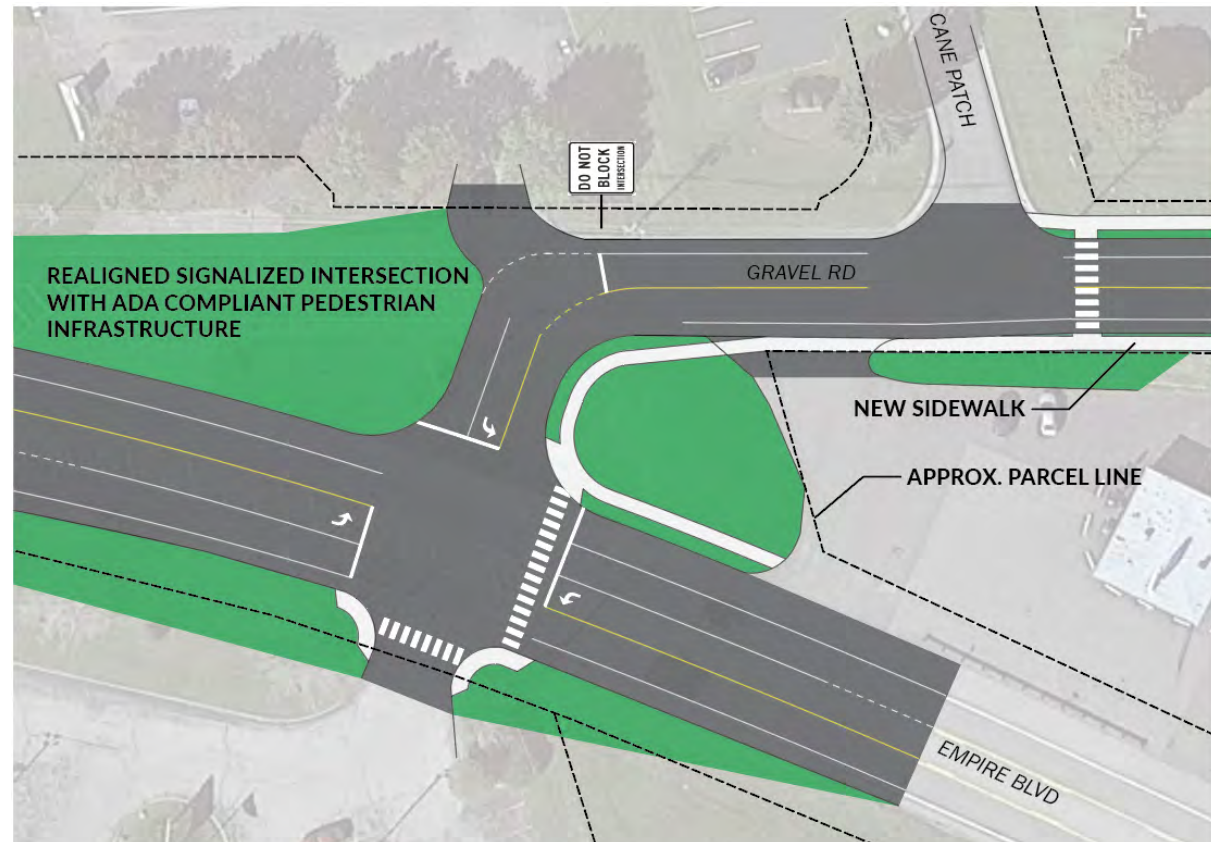 CANE PATCH
DO NOT
BLOCK
INTERSECTION
GRAVEL RD
REALIGNED SIGNALIZED INTERSECTION
WITH ADA COMPLIANT PEDESTRIAN
INFRASTRUCTURE
NEW SIDEWALK
APPROX. PARCEL LINE
EMPIRE BLVD